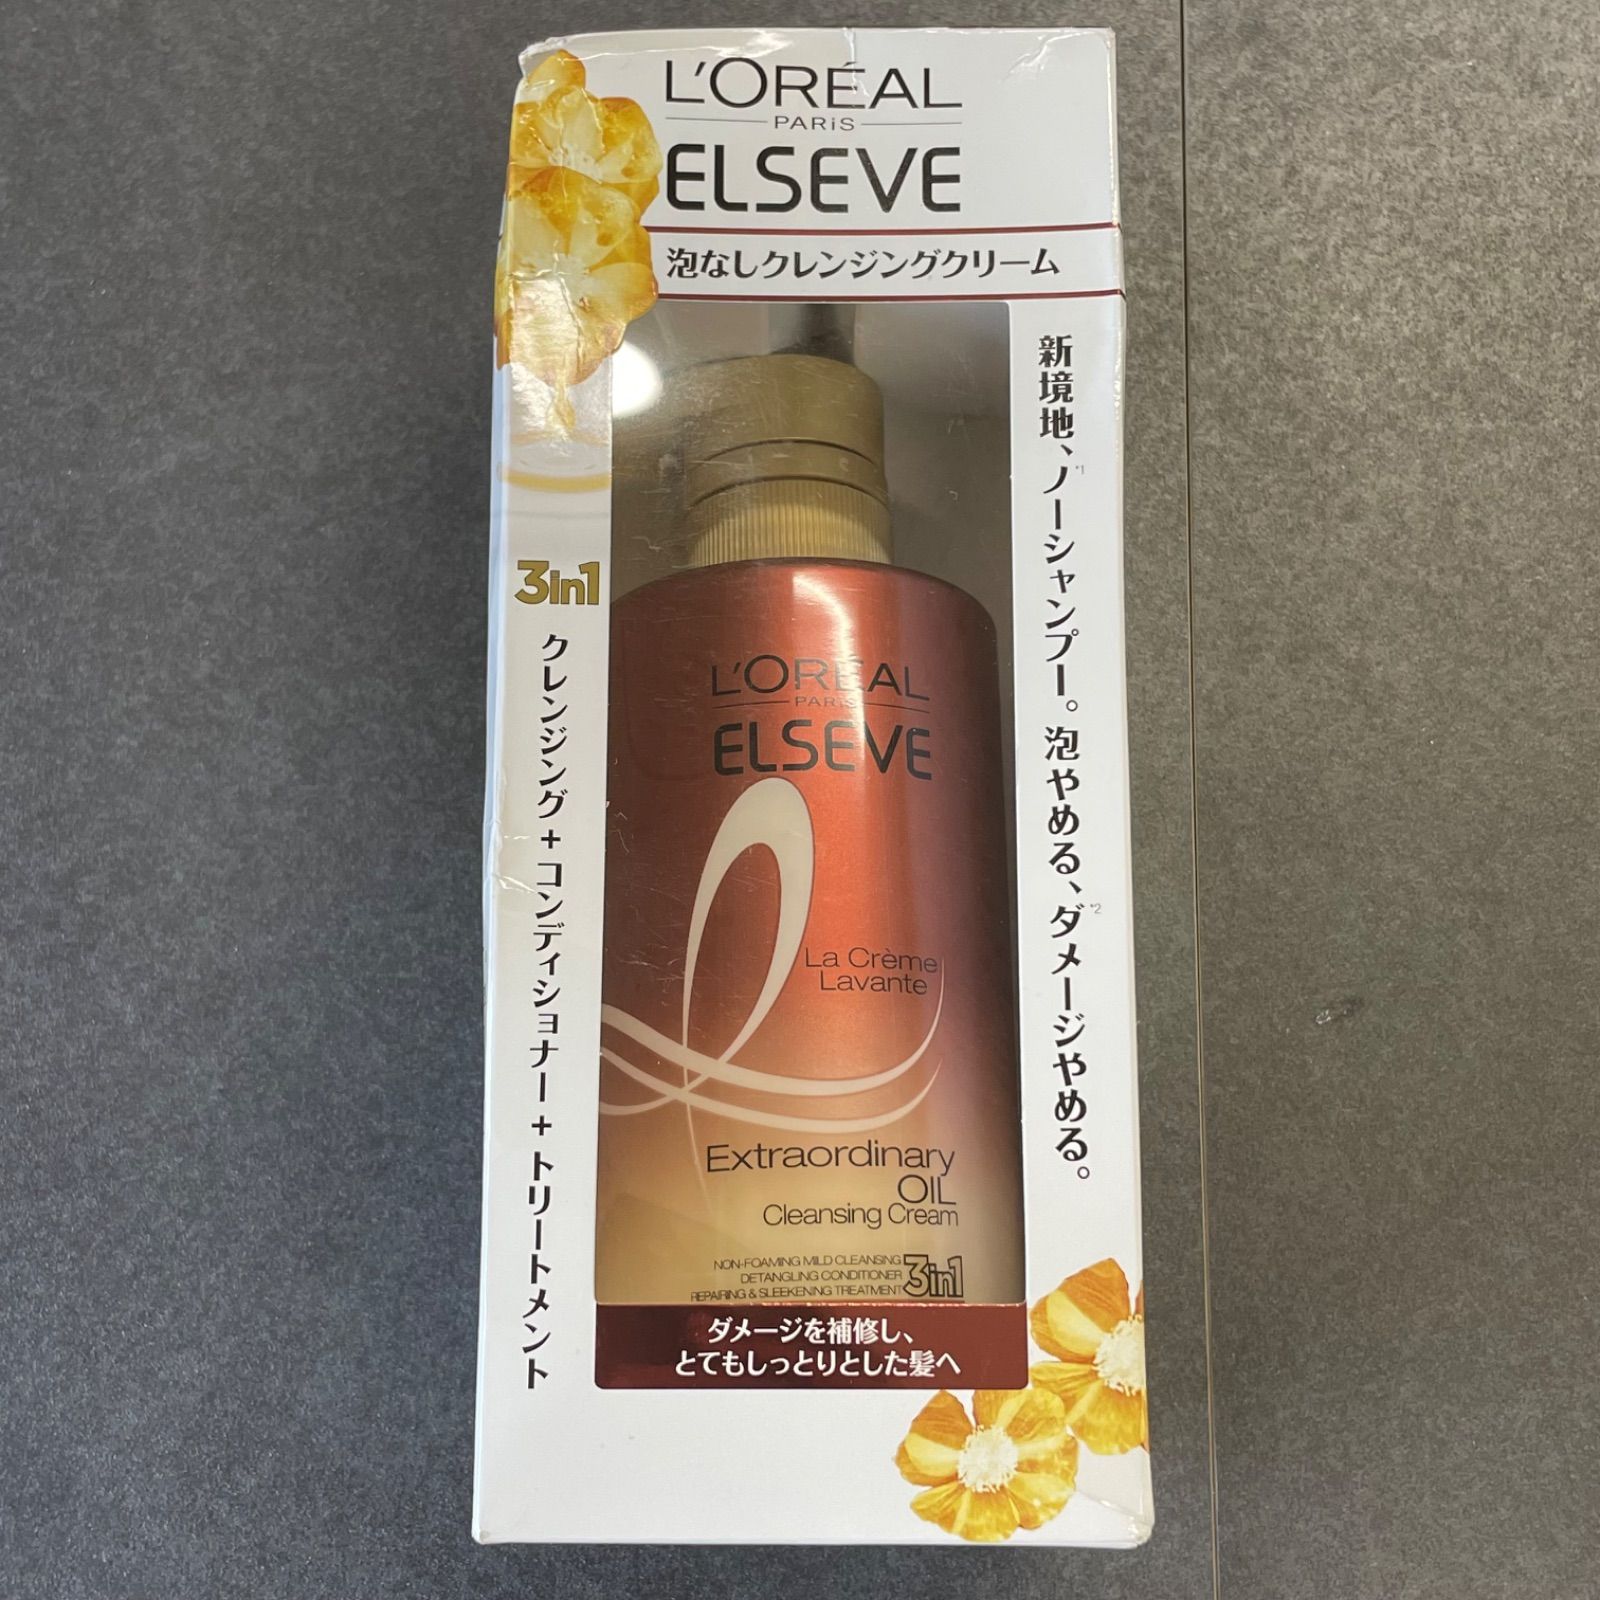 L'ORÉAL
PARiS
ELSEVE
泡なしクレンジングクリーム
新境地、ノーシャンプー。泡やめる、ダメージやめる。
*1
*2
3in1
クレンジング+コンディショナー+トリートメント
L'ORÉAL
PARiS
ELSEVE
La Crème
Lavante
Extraordinary
OIL
Cleansing Cream
NON-FOAMING MILD CLEANSING
DETANGLING CONDITIONER
REPAIRING & SLEEKENING TREATMENT
3in1
ダメージを補修し、
とてもしっとりとした髪へ